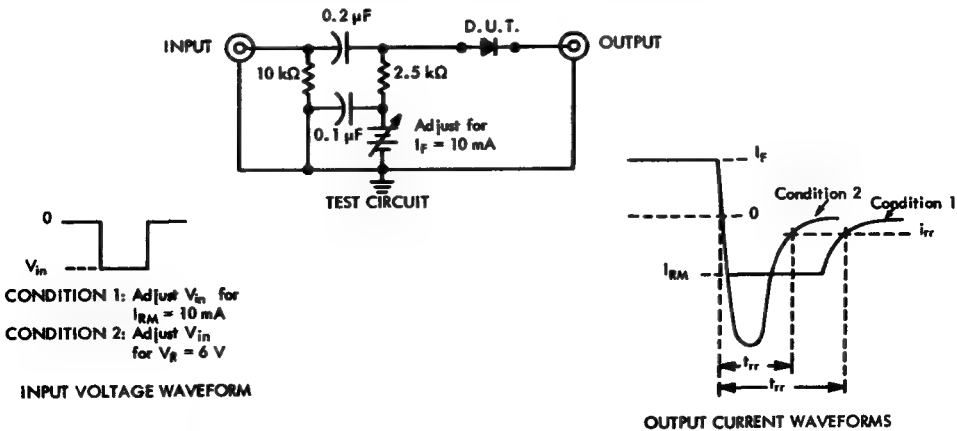 0.2 µF
D.U.T.
INPUT
OUTPUT
10 kΩ
2.5 kΩ
0.1 µF
Adjust for
I_F = 10 mA
TEST CIRCUIT
0
V_in
CONDITION 1: Adjust V_in for
I_RM = 10 mA
CONDITION 2: Adjust V_in
for V_R = 6 V
INPUT VOLTAGE WAVEFORM
I_F
Condition 2
Condition 1
0
i_rr
I_RM
t_rr
t_rr
OUTPUT CURRENT WAVEFORMS